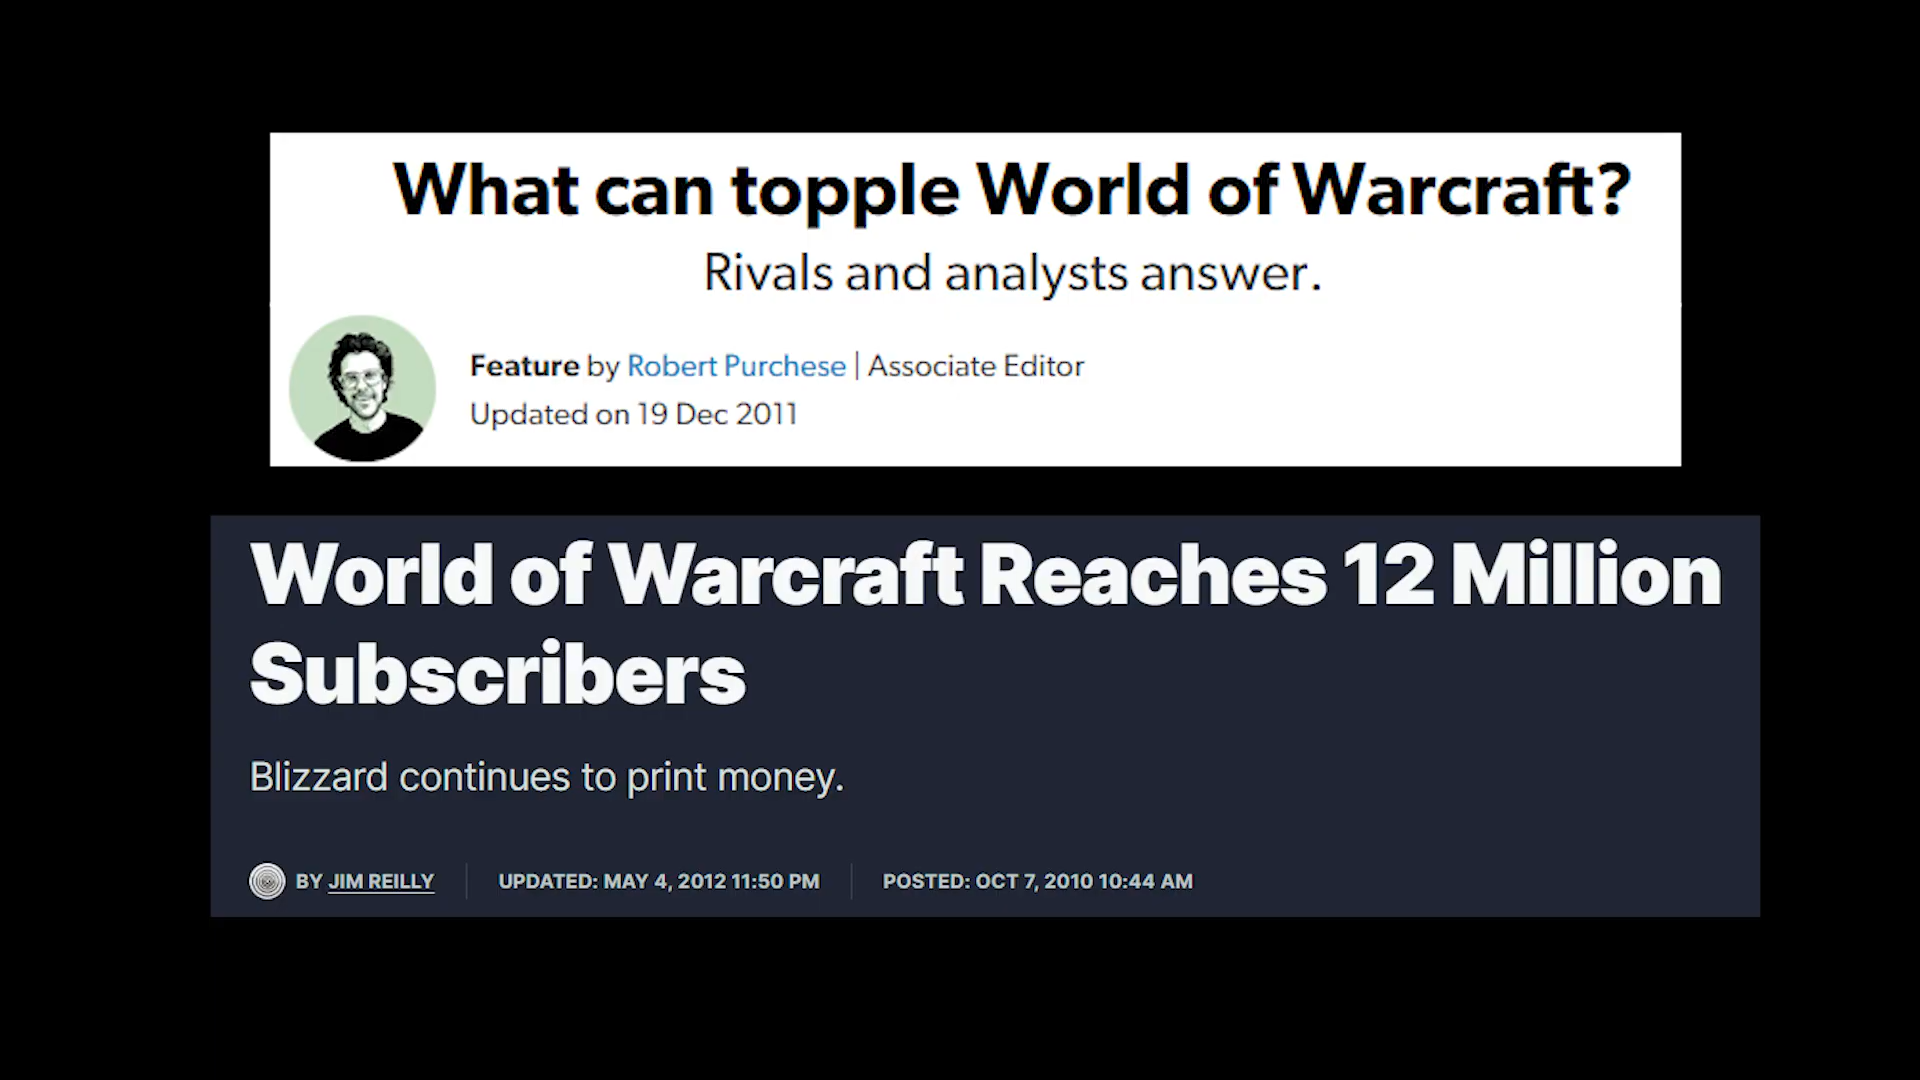 What can topple World of Warcraft?
Rivals and analysts answer.
Feature by Robert Purchese | Associate Editor
Updated on 19 Dec 2011
World of Warcraft Reaches 12 Million
Subscribers
Blizzard continues to print money.
BY JIM REILLY
UPDATED: MAY 4, 2012 11:50 PM
POSTED: OCT 7, 2010 10:44 AM